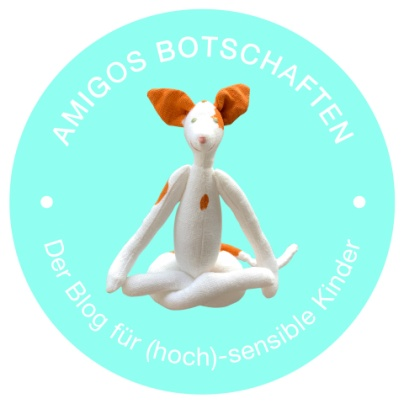 AMIGOS BOTSCHAFTEN
Der Blog für (hoch)-sensible Kinder